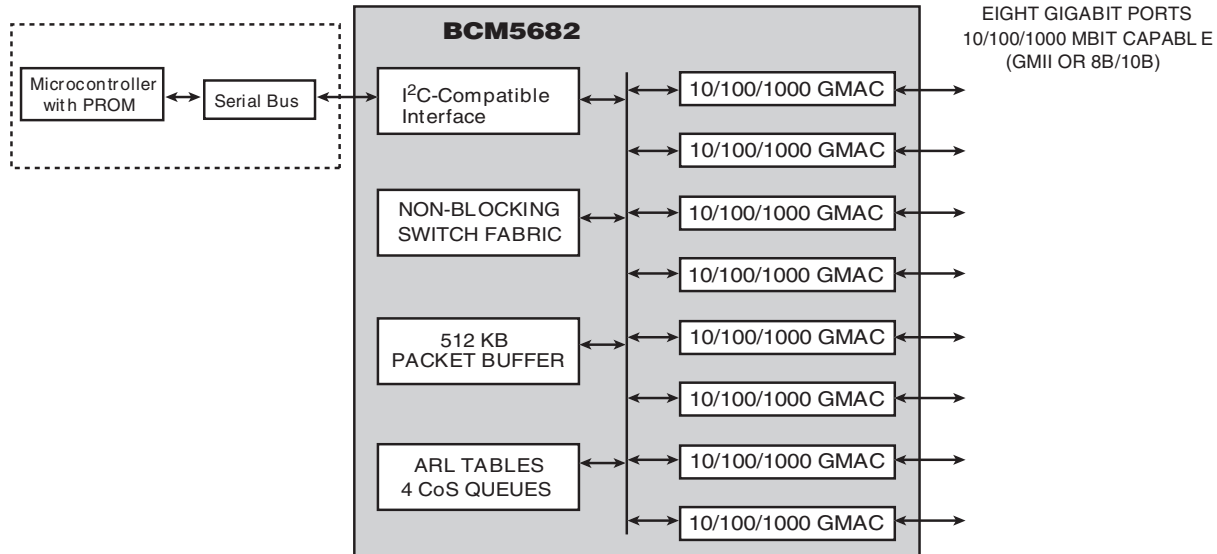 EIGHT GIGABIT PORTS
10/100/1000 MBIT CAPABLE
(GMII OR 8B/10B)
BCM5682
Microcontroller
with PROM
Serial Bus
I²C-Compatible
Interface
NON-BLOCKING
SWITCH FABRIC
512 KB
PACKET BUFFER
ARL TABLES
4 CoS QUEUES
10/100/1000 GMAC
10/100/1000 GMAC
10/100/1000 GMAC
10/100/1000 GMAC
10/100/1000 GMAC
10/100/1000 GMAC
10/100/1000 GMAC
10/100/1000 GMAC